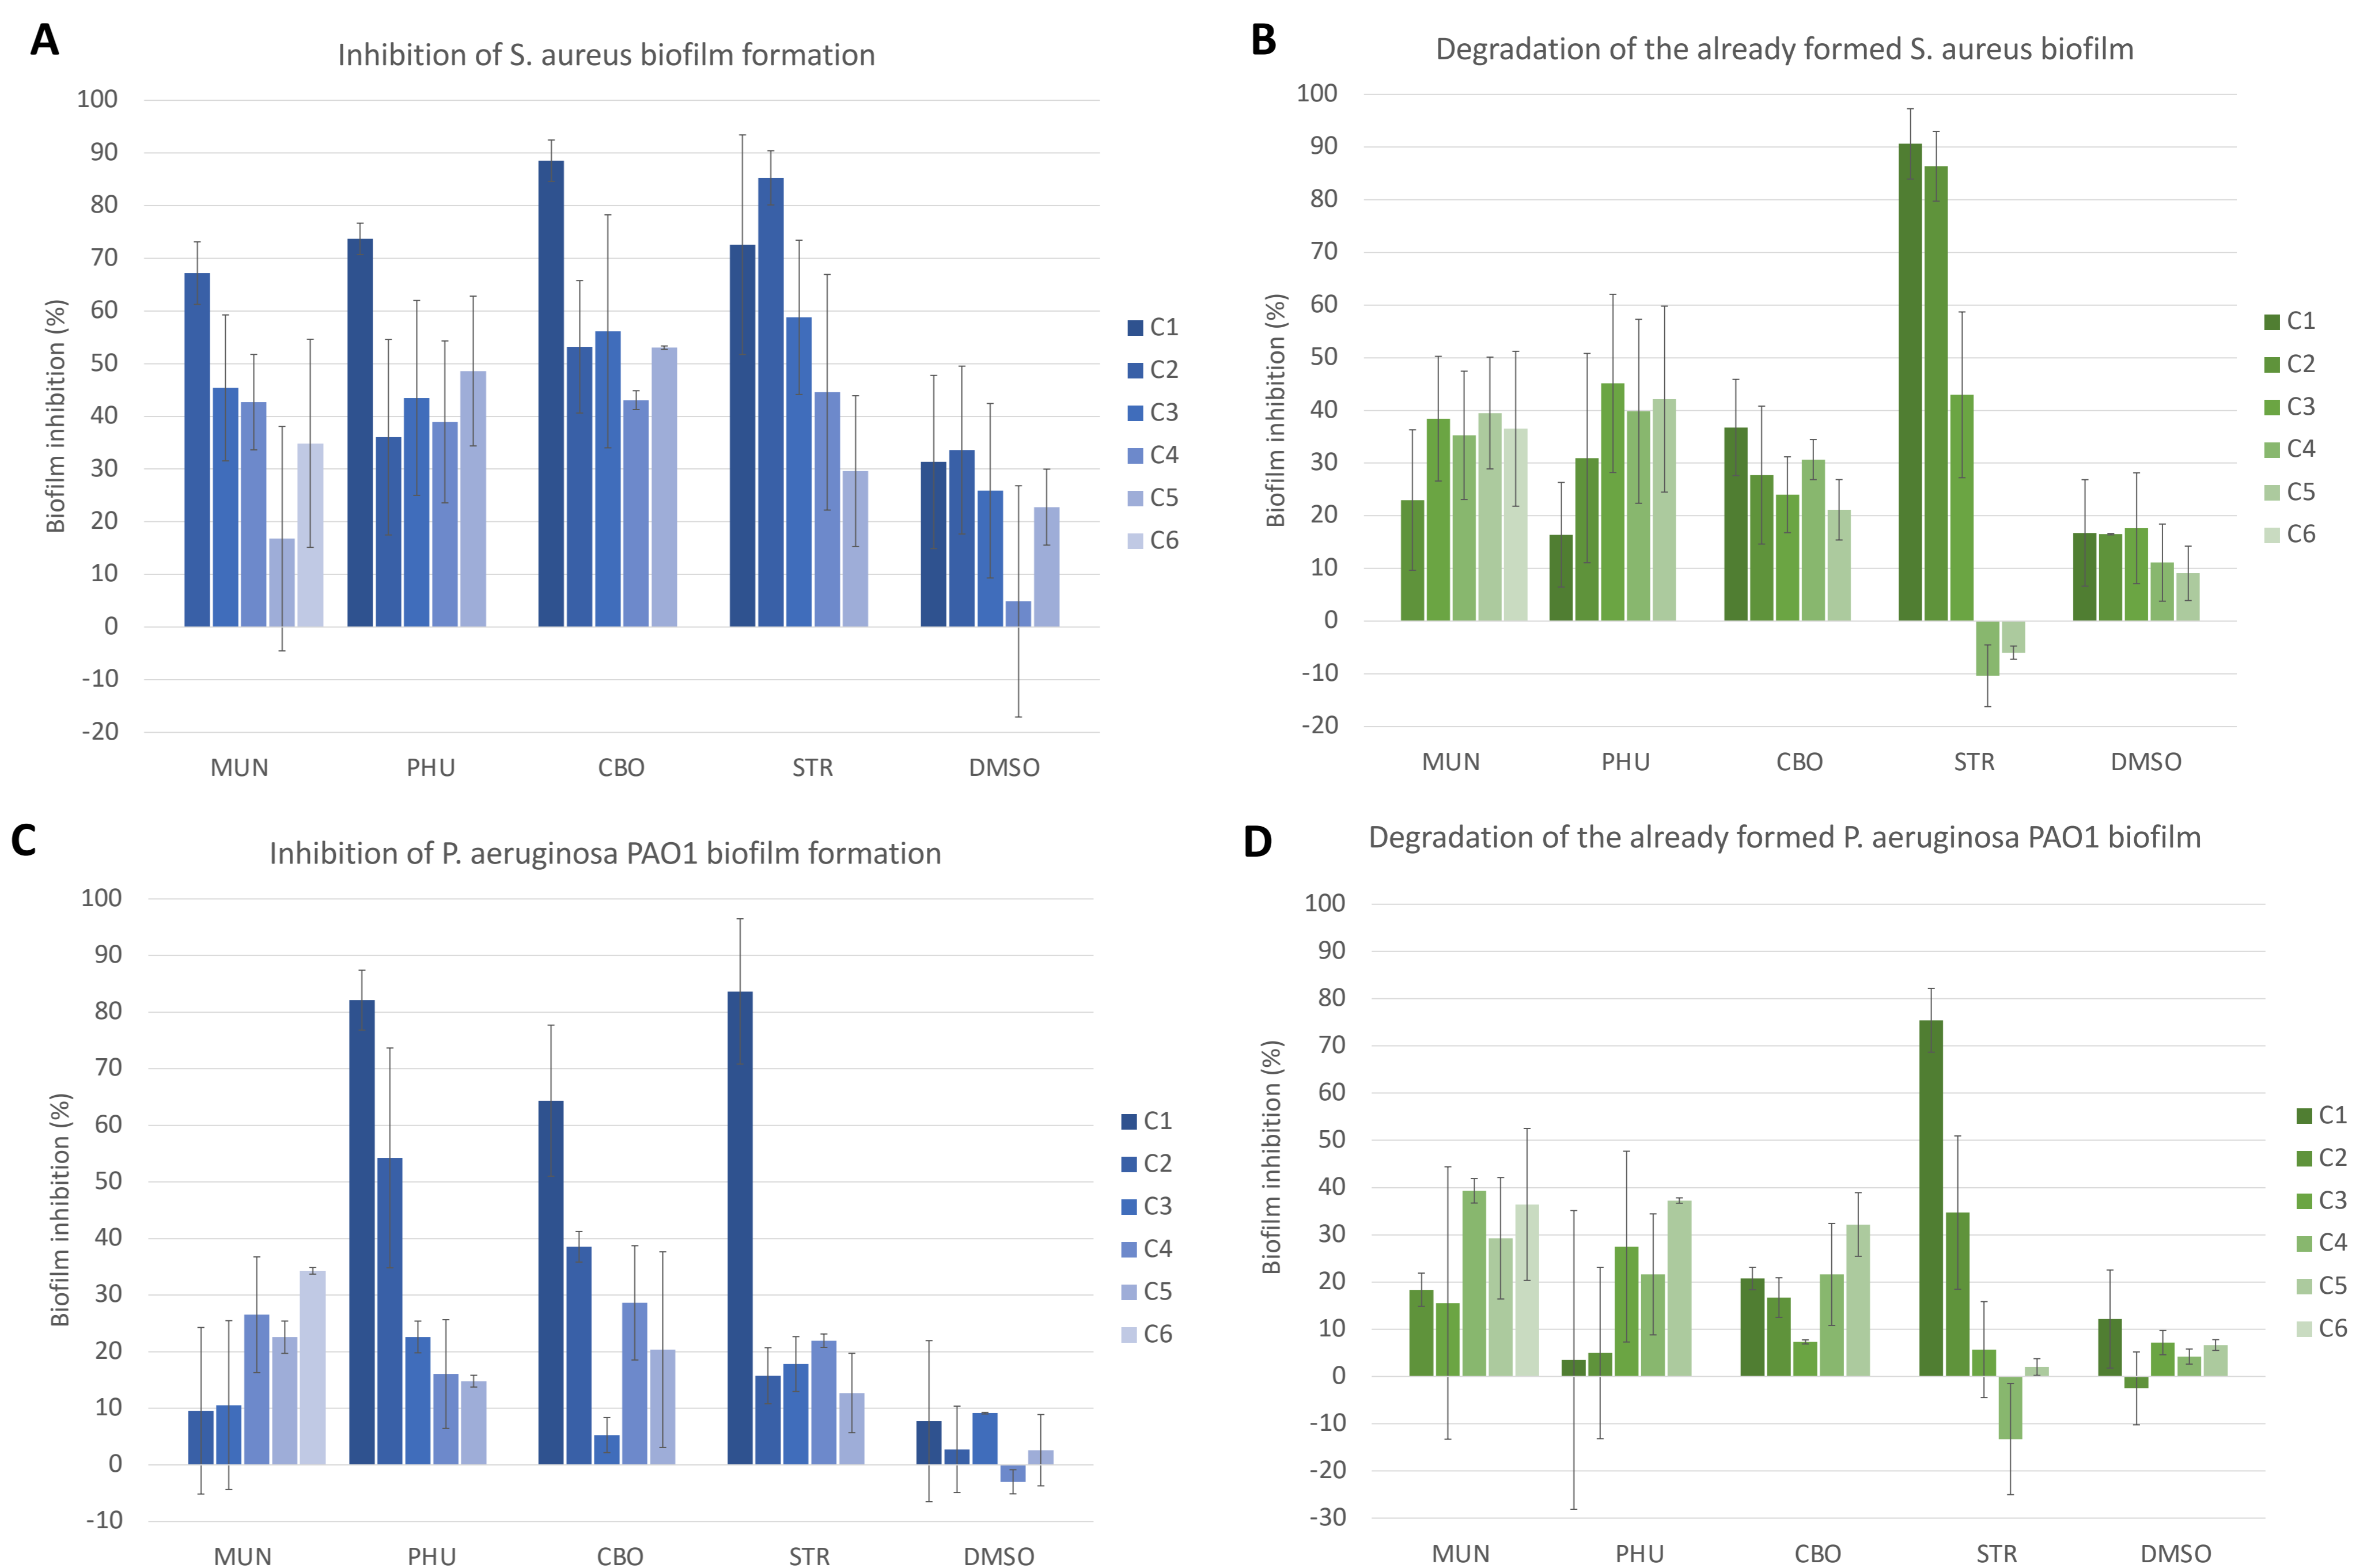 A
Inhibition of S. aureus biofilm formation
100
90
80
70
60
50
40
30
20
10
0
-10
-20
Biofilm inhibition (%)
MUN PHU CBO STR DMSO
C1
C2
C3
C4
C5
C6
B
Degradation of the already formed S. aureus biofilm
100
90
80
70
60
50
40
30
20
10
0
-10
-20
Biofilm inhibition (%)
MUN PHU CBO STR DMSO
C1
C2
C3
C4
C5
C6
C
Inhibition of P. aeruginosa PAO1 biofilm formation
100
90
80
70
60
50
40
30
20
10
0
-10
Biofilm inhibition (%)
MUN PHU CBO STR DMSO
C1
C2
C3
C4
C5
C6
D
Degradation of the already formed P. aeruginosa PAO1 biofilm
100
90
80
70
60
50
40
30
20
10
0
-10
-20
-30
Biofilm inhibition (%)
MUN PHU CBO STR DMSO
C1
C2
C3
C4
C5
C6